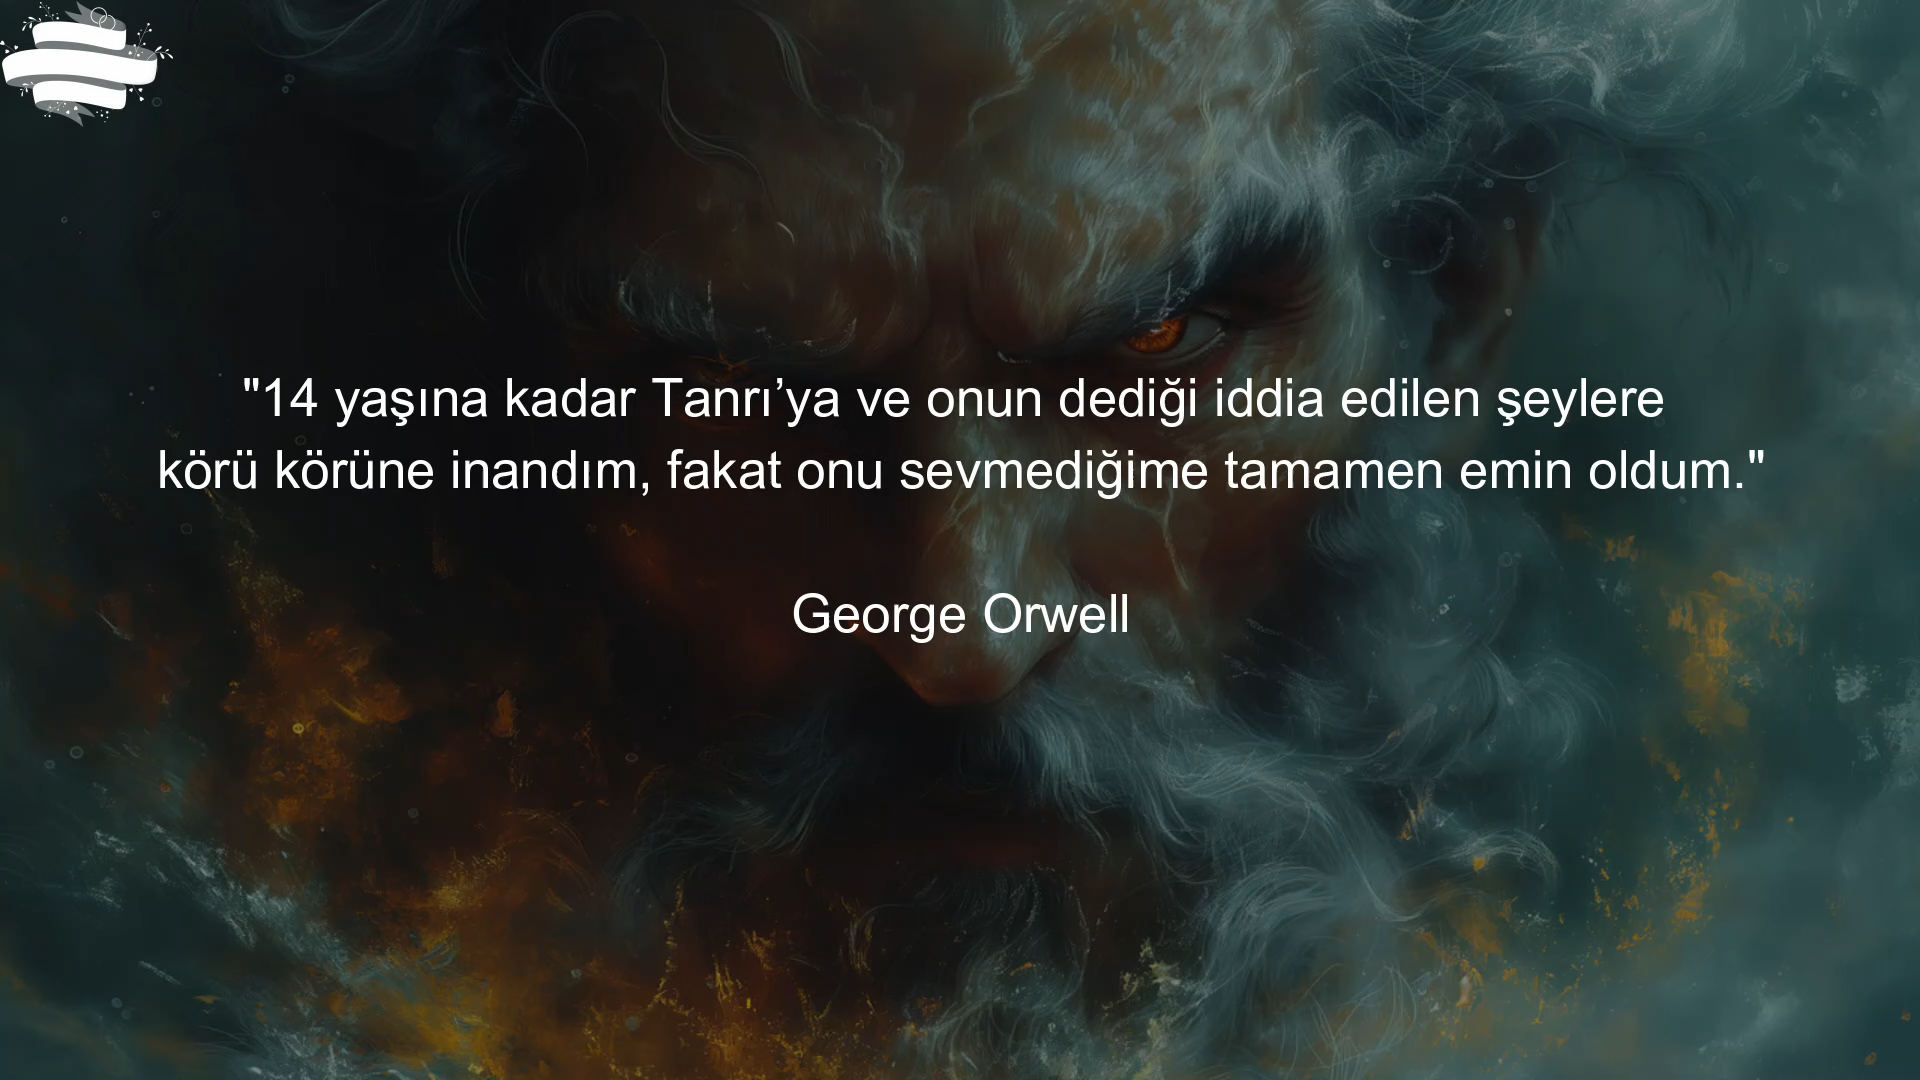 "14 yaşına kadar Tanrı’ya ve onun dediği iddia edilen şeylere
körü körüne inandım, fakat onu sevmediğime tamamen emin oldum."
George Orwell